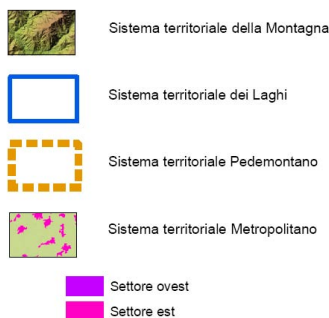 Sistema territoriale della Montagna
Sistema territoriale dei Laghi
Sistema territoriale Pedemontano
Sistema territoriale Metropolitano
Settore ovest
Settore est